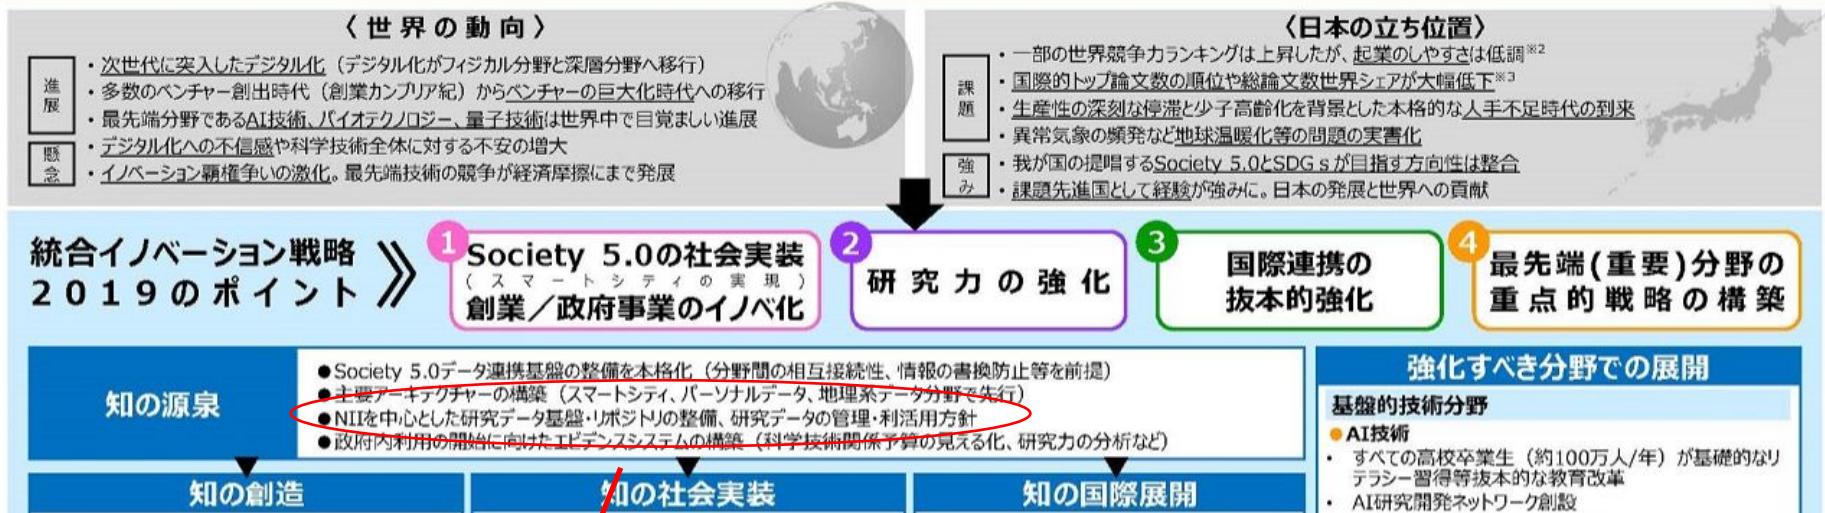 〈世界の動向〉
進展
・次世代に突入したデジタル化（デジタル化がフィジカル分野と深層分野へ移行）
・多数のベンチャー創出時代（創業カンブリア紀）からベンチャーの巨大化時代への移行
・最先端分野であるAI技術、バイオテクノロジー、量子技術は世界中で目覚ましい進展
懸念
・デジタル化への不信感や科学技術全体に対する不安の増大
・イノベーション覇権争いの激化。最先端技術の競争が経済摩擦にまで発展
〈日本の立ち位置〉
課題
・一部の世界競争力ランキングは上昇したが、起業のしやすさは低調※2
・国際的トップ論文数の順位や総論文数世界シェアが大幅低下※3
・生産性の深刻な停滞と少子高齢化を背景とした本格的な人手不足時代の到来
・異常気象の頻発など地球温暖化等の問題の実害化
強み
・我が国の提唱するSociety 5.0とSDGｓが目指す方向性は整合
・課題先進国として経験が強みに。日本の発展と世界への貢献
統合イノベーション戦略
2019のポイント
1
Society 5.0の社会実装
（スマートシティの実現）
創業／政府事業のイノベ化
2
研究力の強化
3
国際連携の
抜本的強化
4
最先端(重要)分野の
重点的戦略の構築
知の源泉
●Society 5.0データ連携基盤の整備を本格化（分野間の相互接続性、情報の書換防止等を前提）
●主要アーキテクチャーの構築（スマートシティ、パーソナルデータ、地理系データ分野で先行）
●NIIを中心とした研究データ基盤・リポジトリの整備、研究データの管理・利活用方針
●政府内利用の開始に向けたエビデンスシステムの構築（科学技術関係予算の見える化、研究力の分析など）
知の創造
知の社会実装
知の国際展開
強化すべき分野での展開
基盤的技術分野
●AI技術
・すべての高校卒業生（約100万人/年）が基礎的なリ
テラシー習得等抜本的な教育改革
・AI研究開発ネットワーク創設